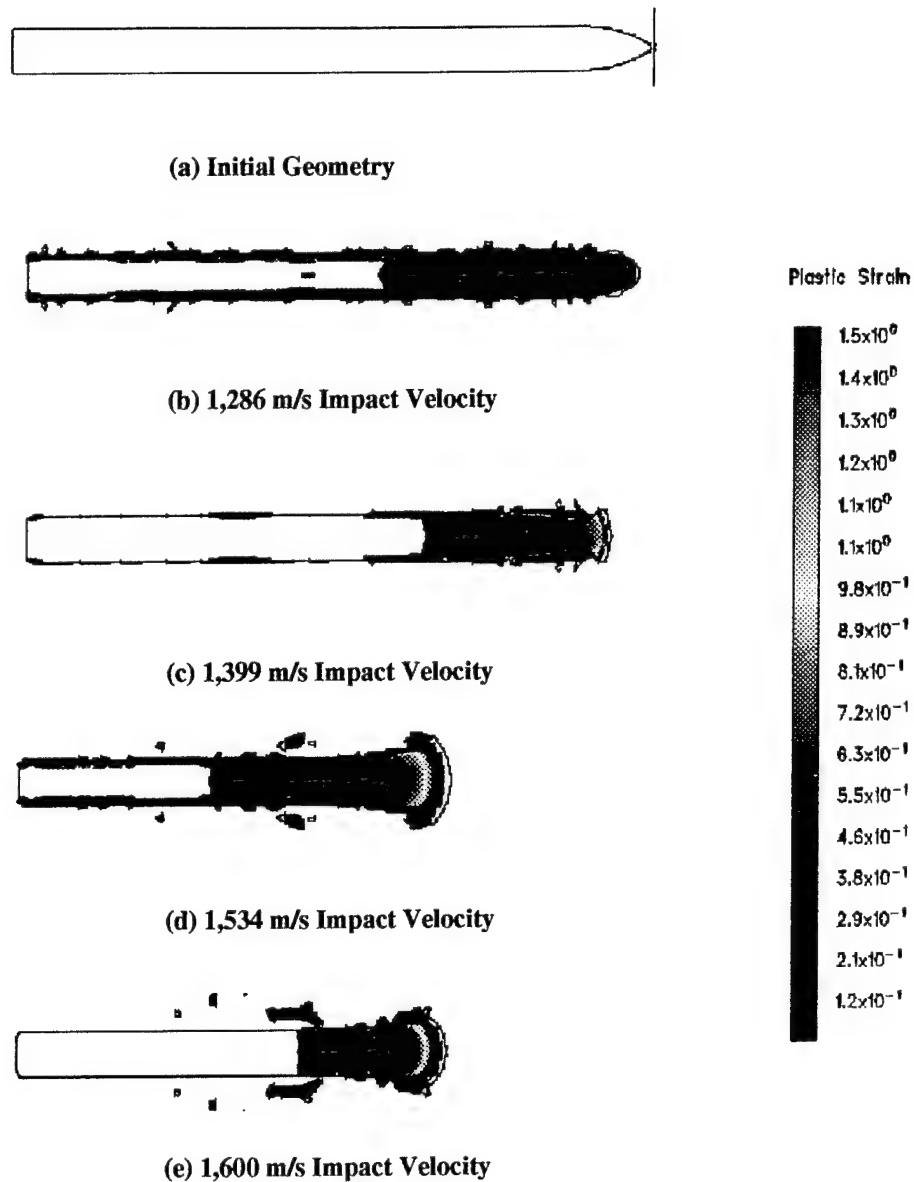 (a) Initial Geometry
(b) 1,286 m/s Impact Velocity
(c) 1,399 m/s Impact Velocity
(d) 1,534 m/s Impact Velocity
(e) 1,600 m/s Impact Velocity
Plastic Strain
1.5x10⁰
1.4x10⁰
1.3x10⁰
1.2x10⁰
1.1x10⁰
1.1x10⁰
9.8x10⁻¹
8.9x10⁻¹
8.1x10⁻¹
7.2x10⁻¹
6.3x10⁻¹
5.5x10⁻¹
4.6x10⁻¹
3.8x10⁻¹
2.9x10⁻¹
2.1x10⁻¹
1.2x10⁻¹